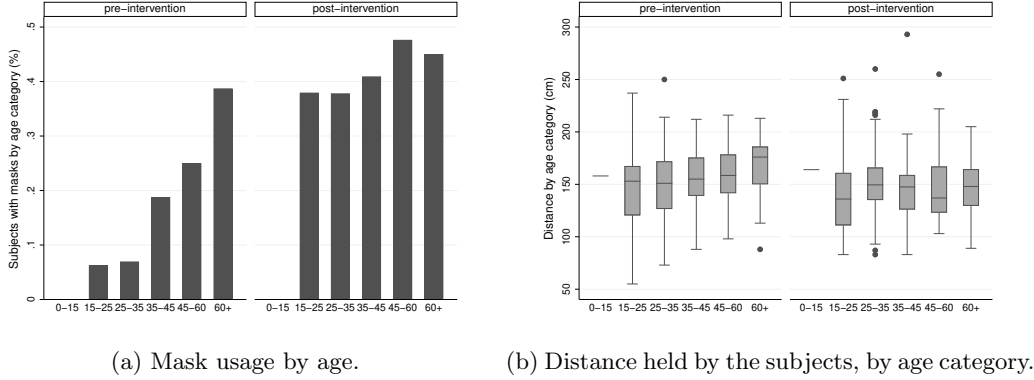 pre−intervention post−intervention
Subjects with masks by age category (%)
.5
.4
.3
.2
.1
0
0−15 15−25 25−35 35−45 45−60 60+ 0−15 15−25 25−35 35−45 45−60 60+
(a) Mask usage by age.
pre−intervention post−intervention
Distance by age category (cm)
300
250
200
150
100
50
0−15 15−25 25−35 35−45 45−60 60+ 0−15 15−25 25−35 35−45 45−60 60+
(b) Distance held by the subjects, by age category.